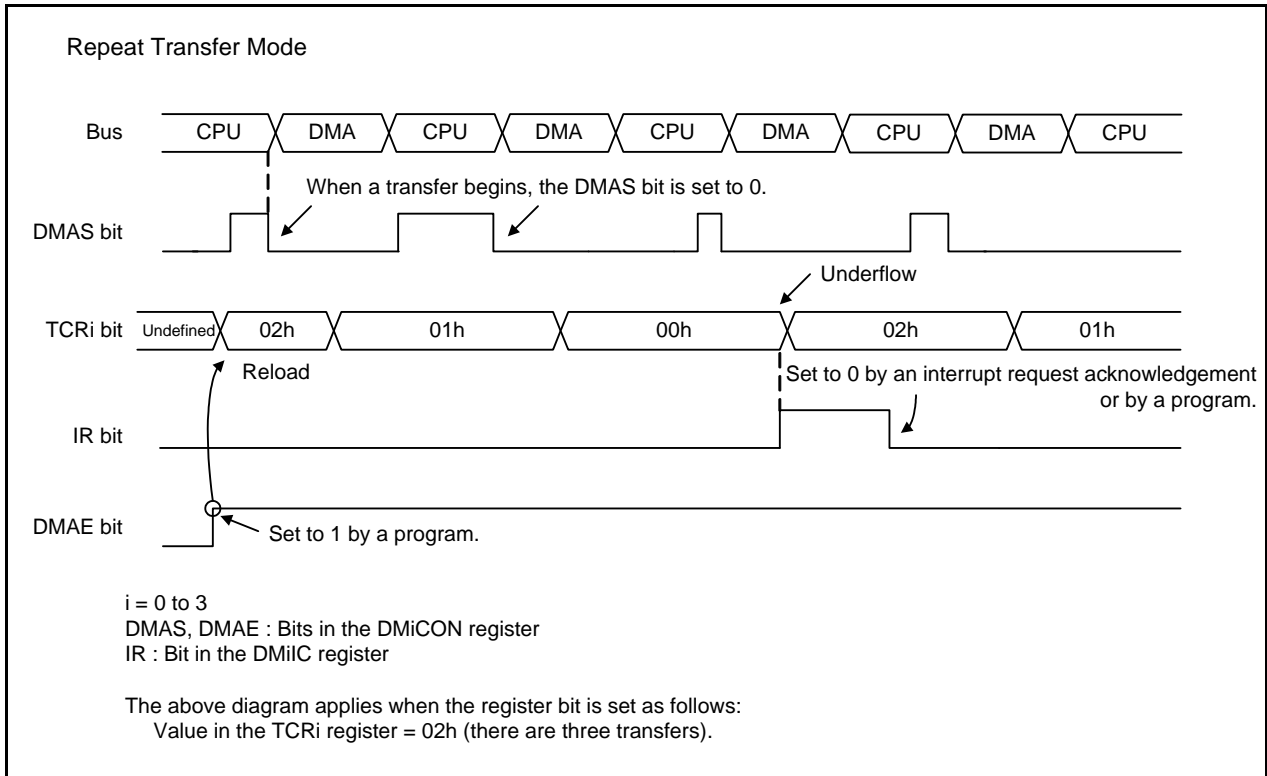 Repeat Transfer Mode
Bus CPU DMA CPU DMA CPU DMA CPU DMA CPU
When a transfer begins, the DMAS bit is set to 0.
DMAS bit
Underflow
TCRi bit Undefined 02h 01h 00h 02h 01h
Reload
Set to 0 by an interrupt request acknowledgement
or by a program.
IR bit
DMAE bit
Set to 1 by a program.
i = 0 to 3
DMAS, DMAE : Bits in the DMiCON register
IR : Bit in the DMiIC register
The above diagram applies when the register bit is set as follows:
Value in the TCRi register = 02h (there are three transfers).